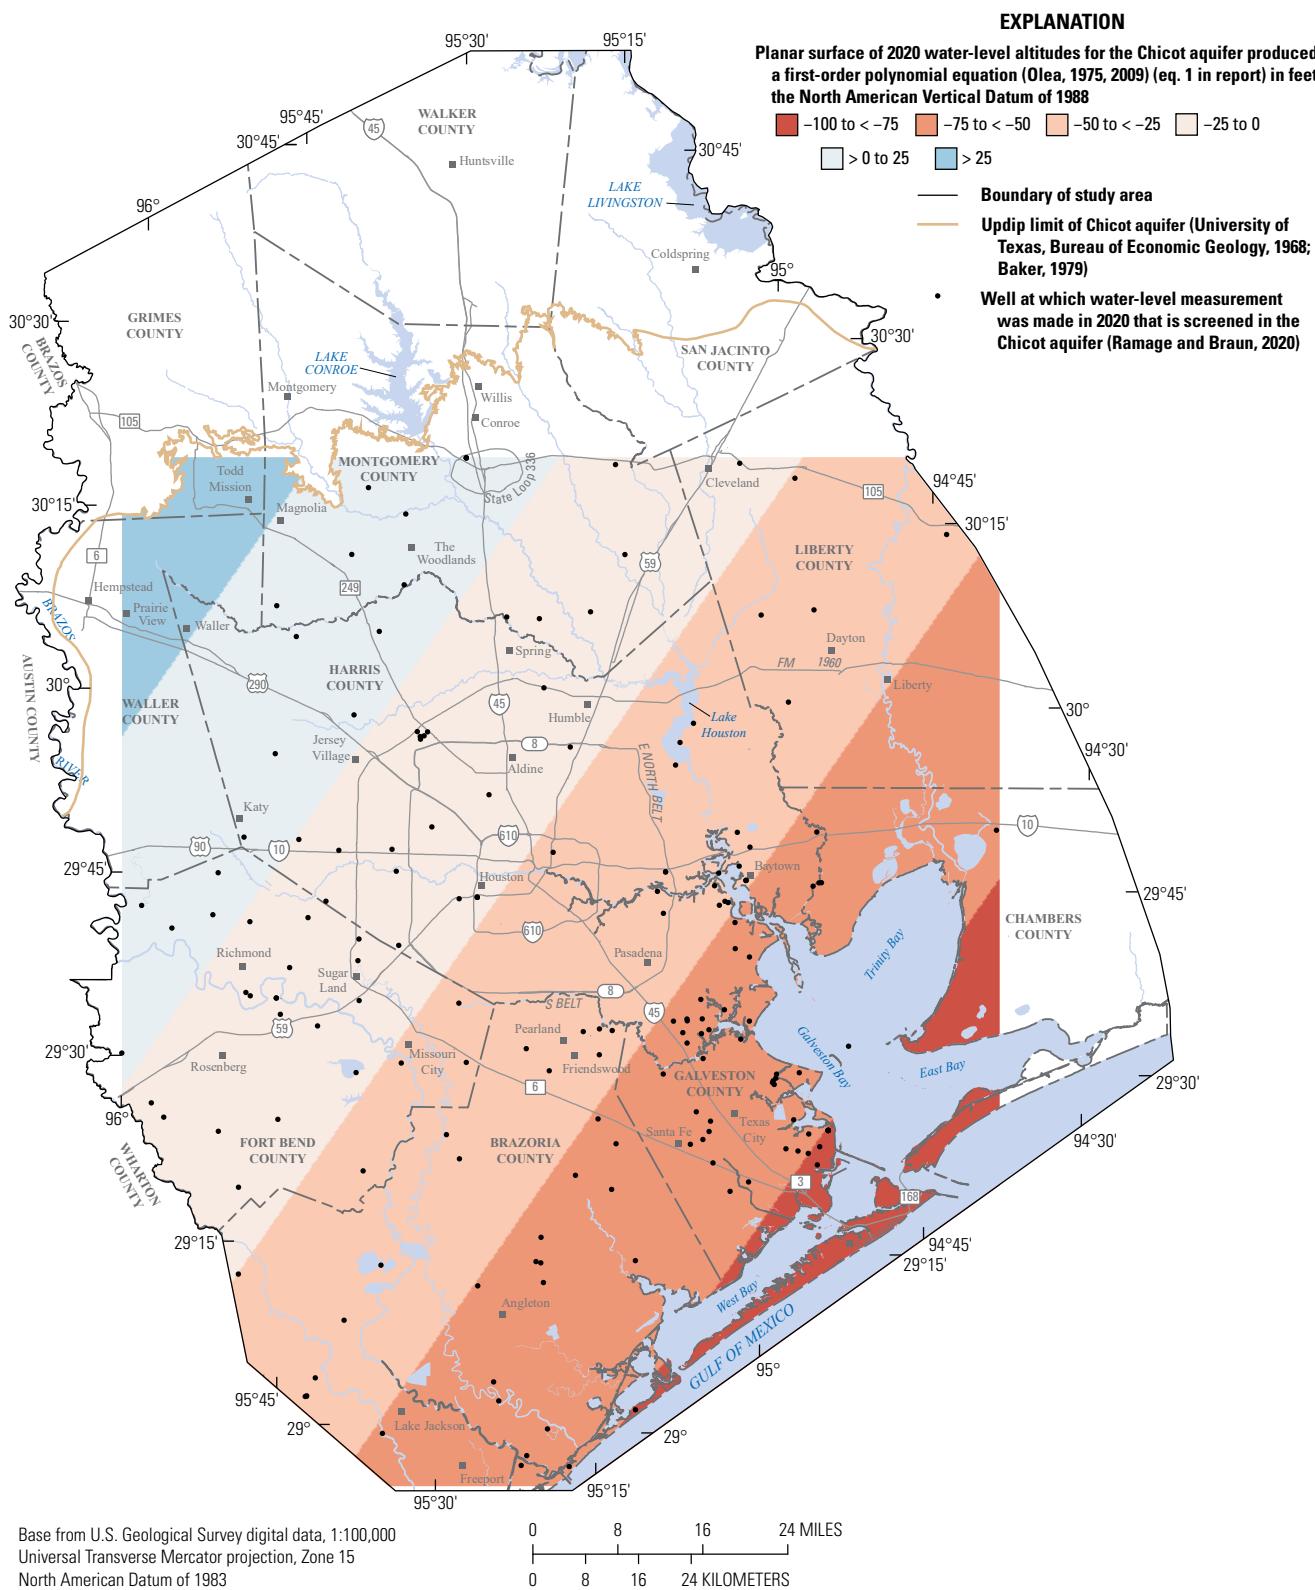 EXPLANATION
Planar surface of 2020 water-level altitudes for the Chicot aquifer produced
a first-order polynomial equation (Olea, 1975, 2009) (eq. 1 in report) in feet
the North American Vertical Datum of 1988
−100 to < −75
−75 to < −50
−50 to < −25
−25 to 0
> 0 to 25
> 25
Boundary of study area
Updip limit of Chicot aquifer (University of
Texas, Bureau of Economic Geology, 1968;
Baker, 1979)
Well at which water-level measurement
was made in 2020 that is screened in the
Chicot aquifer (Ramage and Braun, 2020)
95°30'
95°15'
95°45'
30°45'
96°
30°45'
95°
30°30'
30°30'
WALKER
COUNTY
45
Huntsville
LAKE
LIVINGSTON
Coldspring
GRIMES
COUNTY
BRAZOS
COUNTY
LAKE
CONROE
SAN JACINTO
COUNTY
Montgomery
Willis
Conroe
105
MONTGOMERY
COUNTY
State Loop 336
Todd
Mission
Cleveland
105
94°45'
30°15'
30°15'
Magnolia
The
Woodlands
LIBERTY
COUNTY
6
59
249
Hempstead
Prairie
View
Waller
BRAZOS
Spring
Dayton
FM 1960
AUSTIN COUNTY
30°
HARRIS
COUNTY
290
Liberty
WALLER
COUNTY
45
Humble
Lake
Houston
30°
Jersey
Village
8
Aldine
E NORTH BELT
94°30'
RIVER
Katy
90
10
610
10
29°45'
Houston
Baytown
29°45'
CHAMBERS
COUNTY
610
Pasadena
Trinity Bay
Richmond
Sugar
Land
S BELT
8
45
59
Pearland
Galveston Bay
29°30'
Rosenberg
Missouri
City
Friendswood
GALVESTON
COUNTY
East Bay
29°30'
96°
6
Texas
City
94°30'
WHARTON
COUNTY
FORT BEND
COUNTY
BRAZORIA
COUNTY
Santa Fe
3
168
29°15'
94°45'
29°15'
West Bay
Angleton
GULF OF MEXICO
95°
95°45'
29°
Lake Jackson
29°
Freeport
95°30'
95°15'
Base from U.S. Geological Survey digital data, 1:100,000
Universal Transverse Mercator projection, Zone 15
North American Datum of 1983
0 8 16 24 MILES
0 8 16 24 KILOMETERS